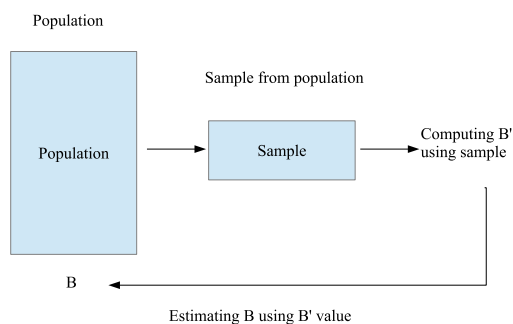 Population
Sample from population
Population
Sample
Computing B'
using sample
B
Estimating B using B' value